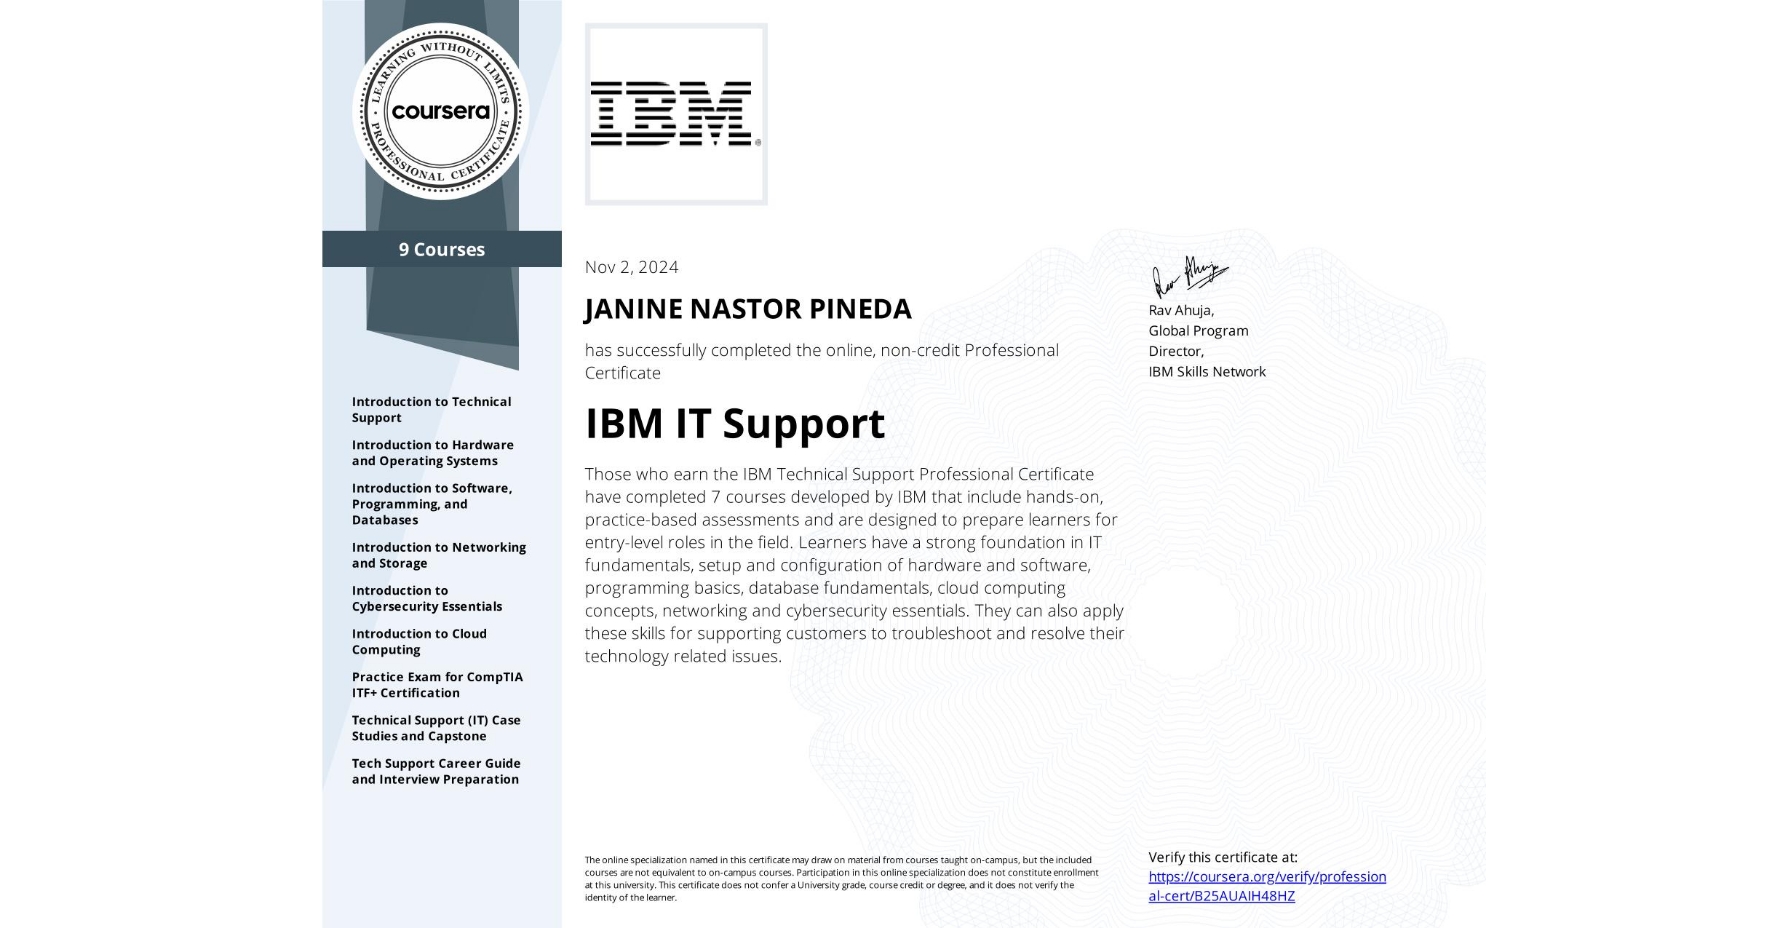 LEARNING WITHOUT LIMITS
coursera
PROFESSIONAL CERTIFICATE
9 Courses
Introduction to Technical
Support
Introduction to Hardware
and Operating Systems
Introduction to Software,
Programming, and
Databases
Introduction to Networking
and Storage
Introduction to
Cybersecurity Essentials
Introduction to Cloud
Computing
Practice Exam for CompTIA
ITF+ Certification
Technical Support (IT) Case
Studies and Capstone
Tech Support Career Guide
and Interview Preparation
IBM®
Nov 2, 2024
JANINE NASTOR PINEDA
has successfully completed the online, non-credit Professional
Certificate
IBM IT Support
Those who earn the IBM Technical Support Professional Certificate
have completed 7 courses developed by IBM that include hands-on,
practice-based assessments and are designed to prepare learners for
entry-level roles in the field. Learners have a strong foundation in IT
fundamentals, setup and configuration of hardware and software,
programming basics, database fundamentals, cloud computing
concepts, networking and cybersecurity essentials. They can also apply
these skills for supporting customers to troubleshoot and resolve their
technology related issues.
Rav Ahuja
Rav Ahuja,
Global Program
Director,
IBM Skills Network
The online specialization named in this certificate may draw on material from courses taught on-campus, but the included
courses are not equivalent to on-campus courses. Participation in this online specialization does not constitute enrollment
at this university. This certificate does not confer a University grade, course credit or degree, and it does not verify the
identity of the learner.
Verify this certificate at:
https://coursera.org/verify/profession
al-cert/B25AUAIH48HZ